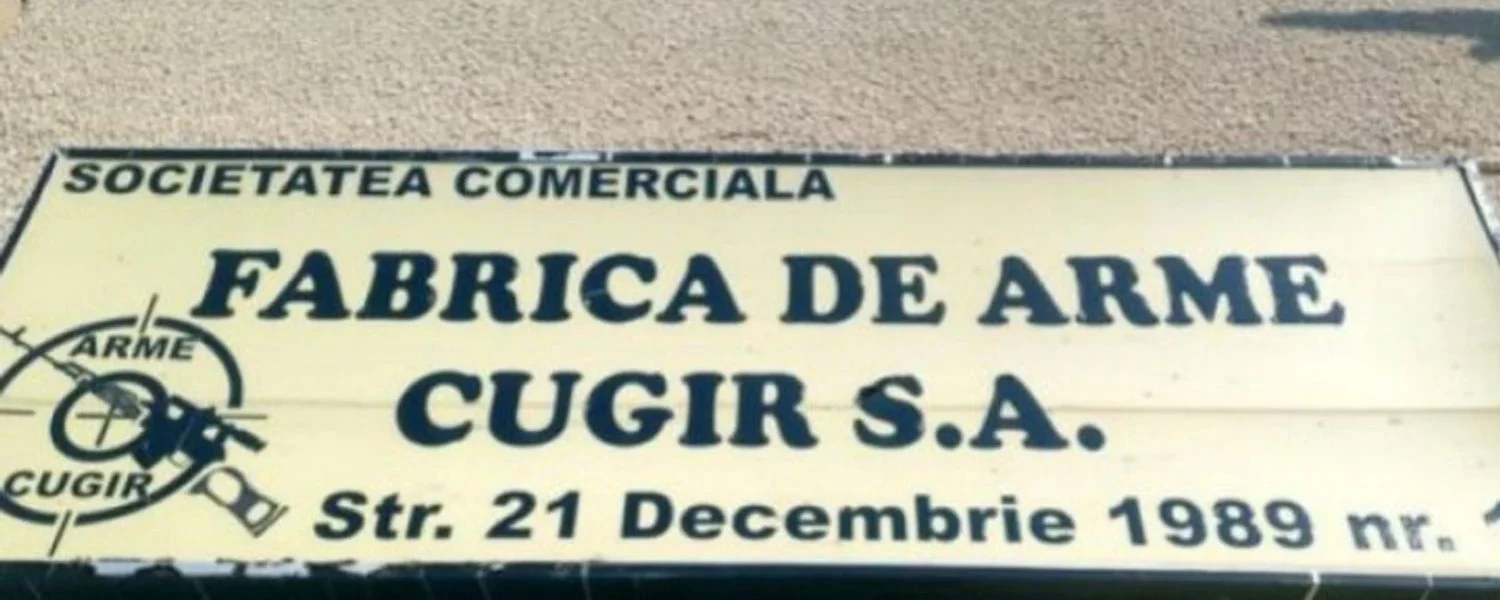 SOCIETATEA COMERCIALA
FABRICA DE ARME
CUGIR S.A.
ARME
CUGIR
Str. 21 Decembrie 1989 nr.